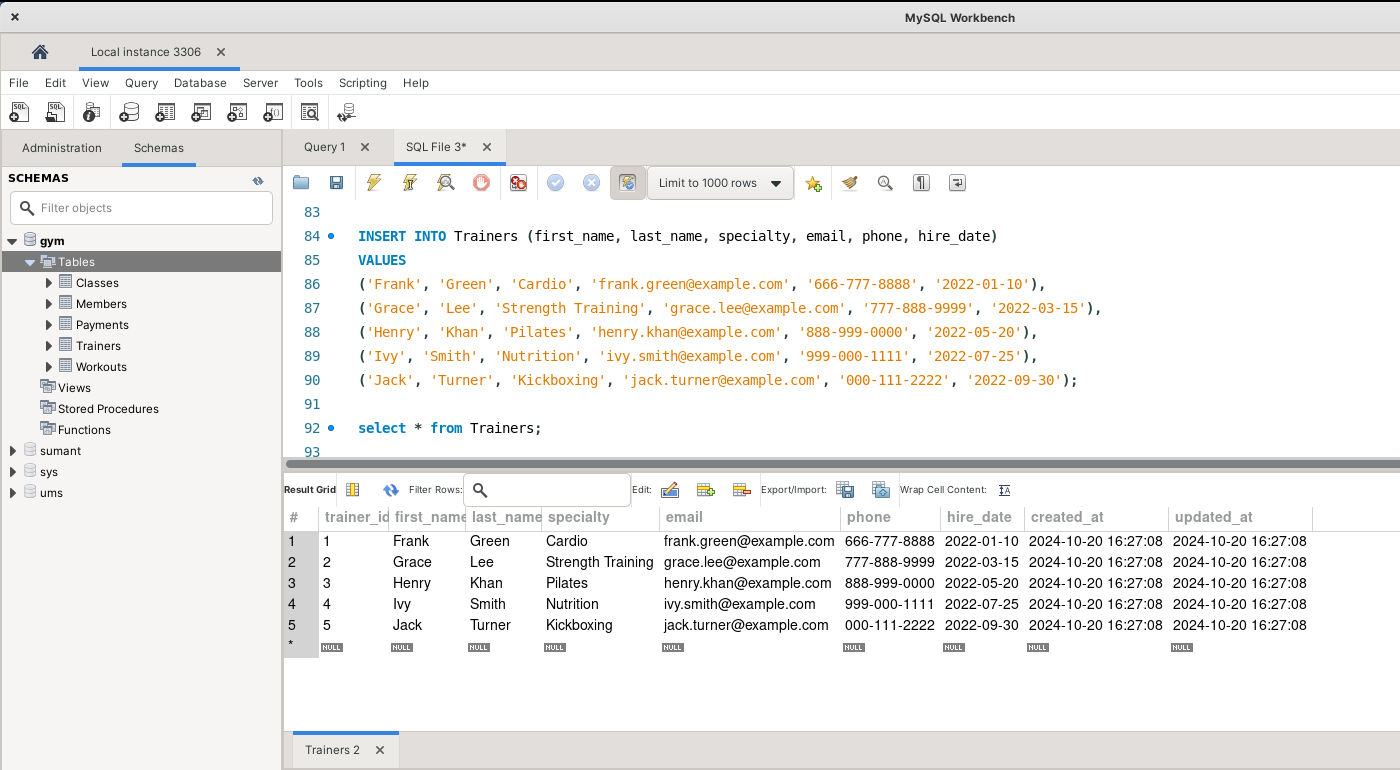 MySQL Workbench
Local instance 3306
File Edit View Query Database Server Tools Scripting Help
Administration Schemas
SCHEMAS
Filter objects
gym
Tables
Classes
Members
Payments
Trainers
Workouts
Views
Stored Procedures
Functions
sumant
sys
ums
Query 1 SQL File 3*
Limit to 1000 rows
83
84 INSERT INTO Trainers (first_name, last_name, specialty, email, phone, hire_date)
85 VALUES
86 ('Frank', 'Green', 'Cardio', 'frank.green@example.com', '666-777-8888', '2022-01-10'),
87 ('Grace', 'Lee', 'Strength Training', 'grace.lee@example.com', '777-888-9999', '2022-03-15'),
88 ('Henry', 'Khan', 'Pilates', 'henry.khan@example.com', '888-999-0000', '2022-05-20'),
89 ('Ivy', 'Smith', 'Nutrition', 'ivy.smith@example.com', '999-000-1111', '2022-07-25'),
90 ('Jack', 'Turner', 'Kickboxing', 'jack.turner@example.com', '000-111-2222', '2022-09-30');
91
92 select * from Trainers;
93
Result Grid Filter Rows: Edit: Export/Import: Wrap Cell Content:
# trainer_id first_name last_name specialty email phone hire_date created_at updated_at
1 1 Frank Green Cardio frank.green@example.com 666-777-8888 2022-01-10 2024-10-20 16:27:08 2024-10-20 16:27:08
2 2 Grace Lee Strength Training grace.lee@example.com 777-888-9999 2022-03-15 2024-10-20 16:27:08 2024-10-20 16:27:08
3 3 Henry Khan Pilates henry.khan@example.com 888-999-0000 2022-05-20 2024-10-20 16:27:08 2024-10-20 16:27:08
4 4 Ivy Smith Nutrition ivy.smith@example.com 999-000-1111 2022-07-25 2024-10-20 16:27:08 2024-10-20 16:27:08
5 5 Jack Turner Kickboxing jack.turner@example.com 000-111-2222 2022-09-30 2024-10-20 16:27:08 2024-10-20 16:27:08
* NULL NULL NULL NULL NULL NULL NULL NULL NULL
Trainers 2